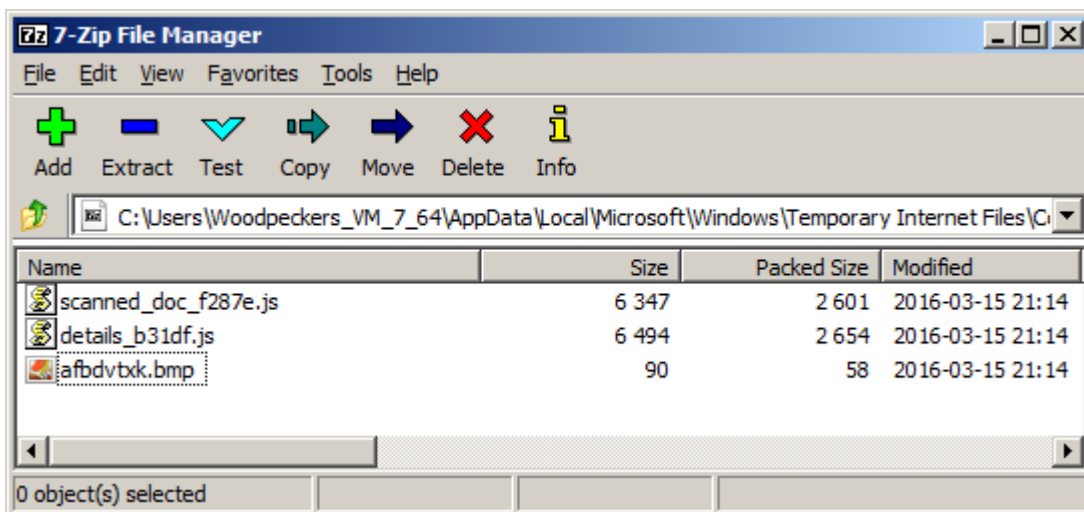 7z 7-Zip File Manager
File Edit View Favorites Tools Help
Add Extract Test Copy Move Delete Info
C:\Users\Woodpeckers_VM_7_64\AppData\Local\Microsoft\Windows\Temporary Internet Files\C
Name Size Packed Size Modified
scanned_doc_f287e.js 6 347 2 601 2016-03-15 21:14
details_b31df.js 6 494 2 654 2016-03-15 21:14
afbdvtxk.bmp 90 58 2016-03-15 21:14
0 object(s) selected